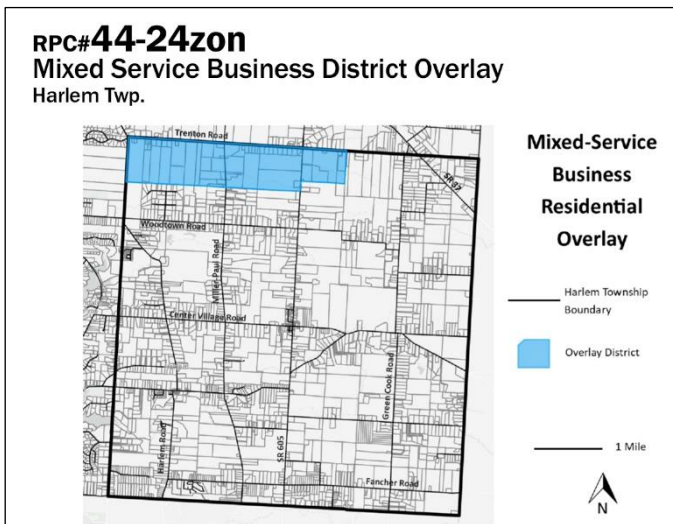 RPC#44-24zon
Mixed Service Business District Overlay
Harlem Twp.
Trenton Road
SR 37
Woodtown Road
Miller-Paul Road
Center Village Road
Green Cook Road
Harlem Road
SR 605
Fancher Road
Mixed-Service
Business
Residential
Overlay
Harlem Township
Boundary
Overlay District
1 Mile
N